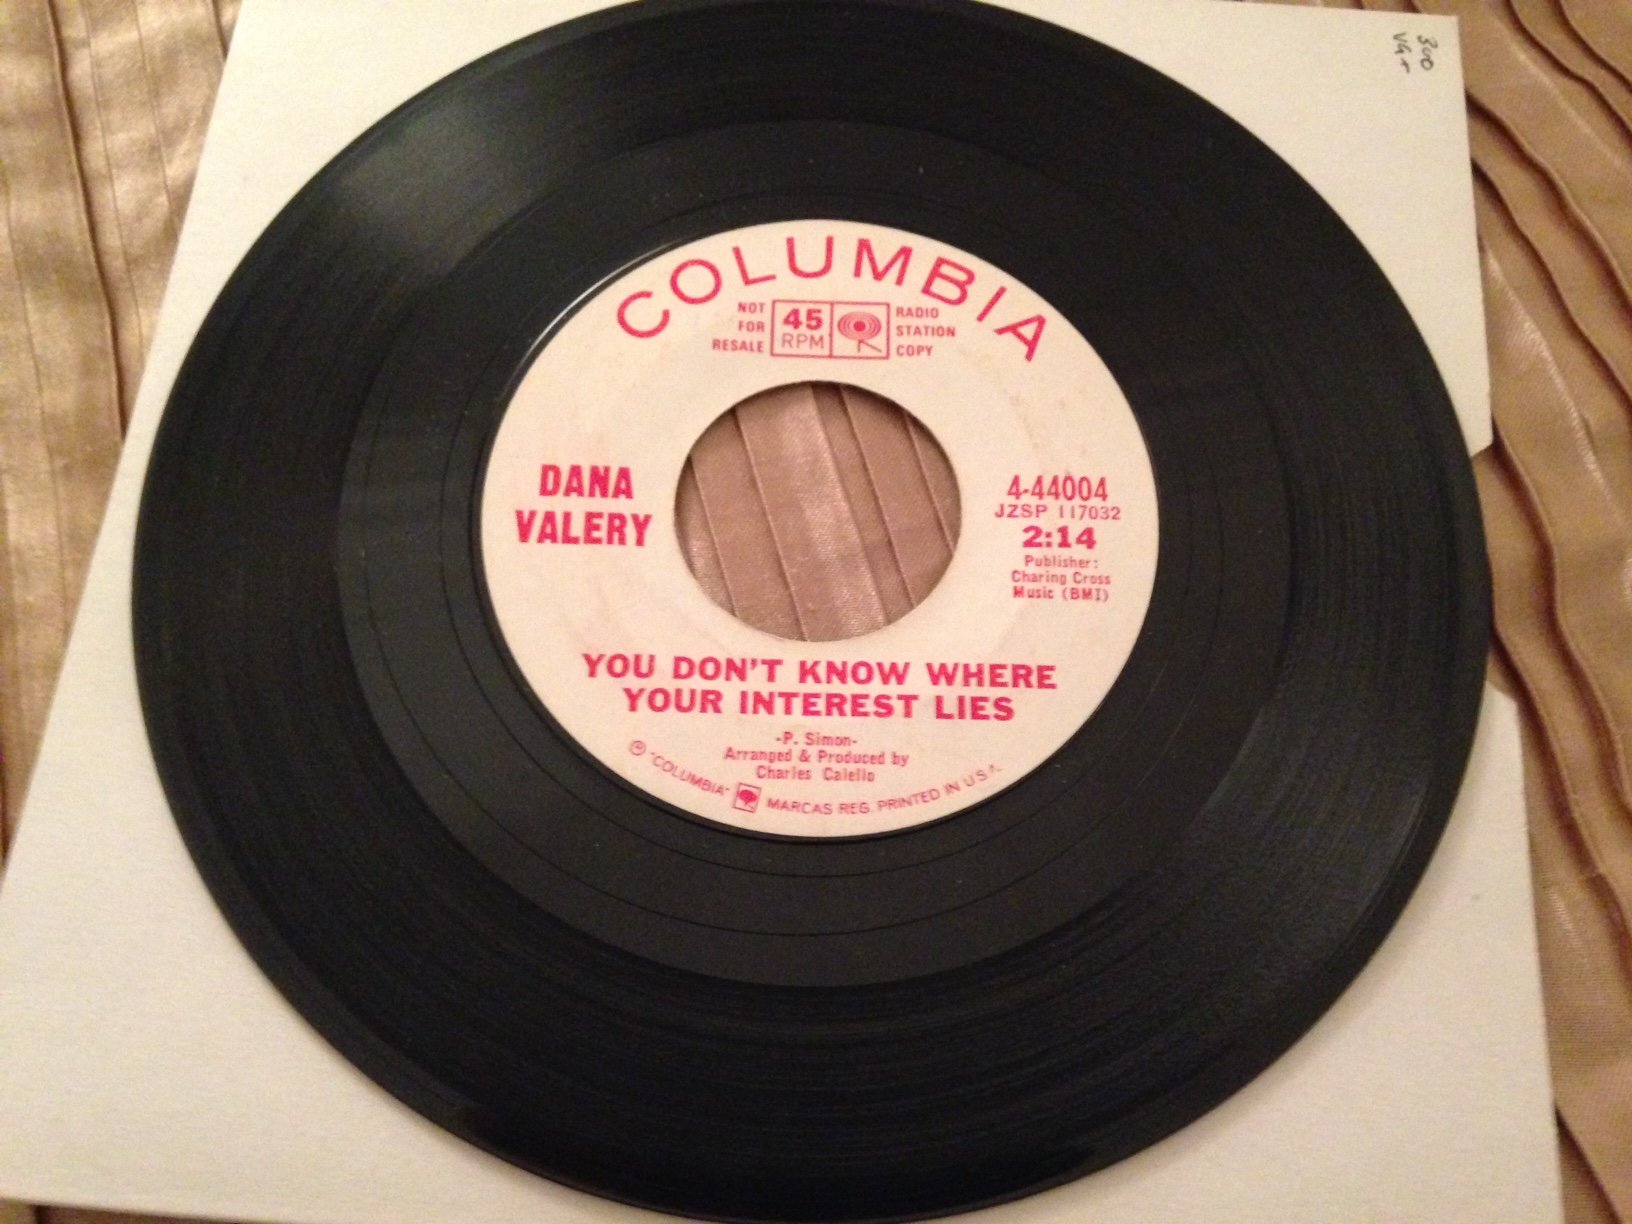 300
VG+
COLUMBIA
NOT
FOR
RESALE
45
RPM
RADIO
STATION
COPY
DANA
VALERY
4-44004
JZSP 117032
2:14
Publisher:
Charing Cross
Music (BMI)
YOU DON'T KNOW WHERE
YOUR INTEREST LIES
-P. Simon-
Arranged & Produced by
Charles Calello
"COLUMBIA" MARCAS REG. PRINTED IN U.S.A.